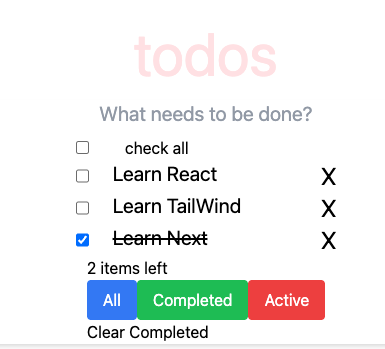 todos
What needs to be done?
check all
Learn React X
Learn TailWind X
Learn Next X
2 items left
All Completed Active
Clear Completed